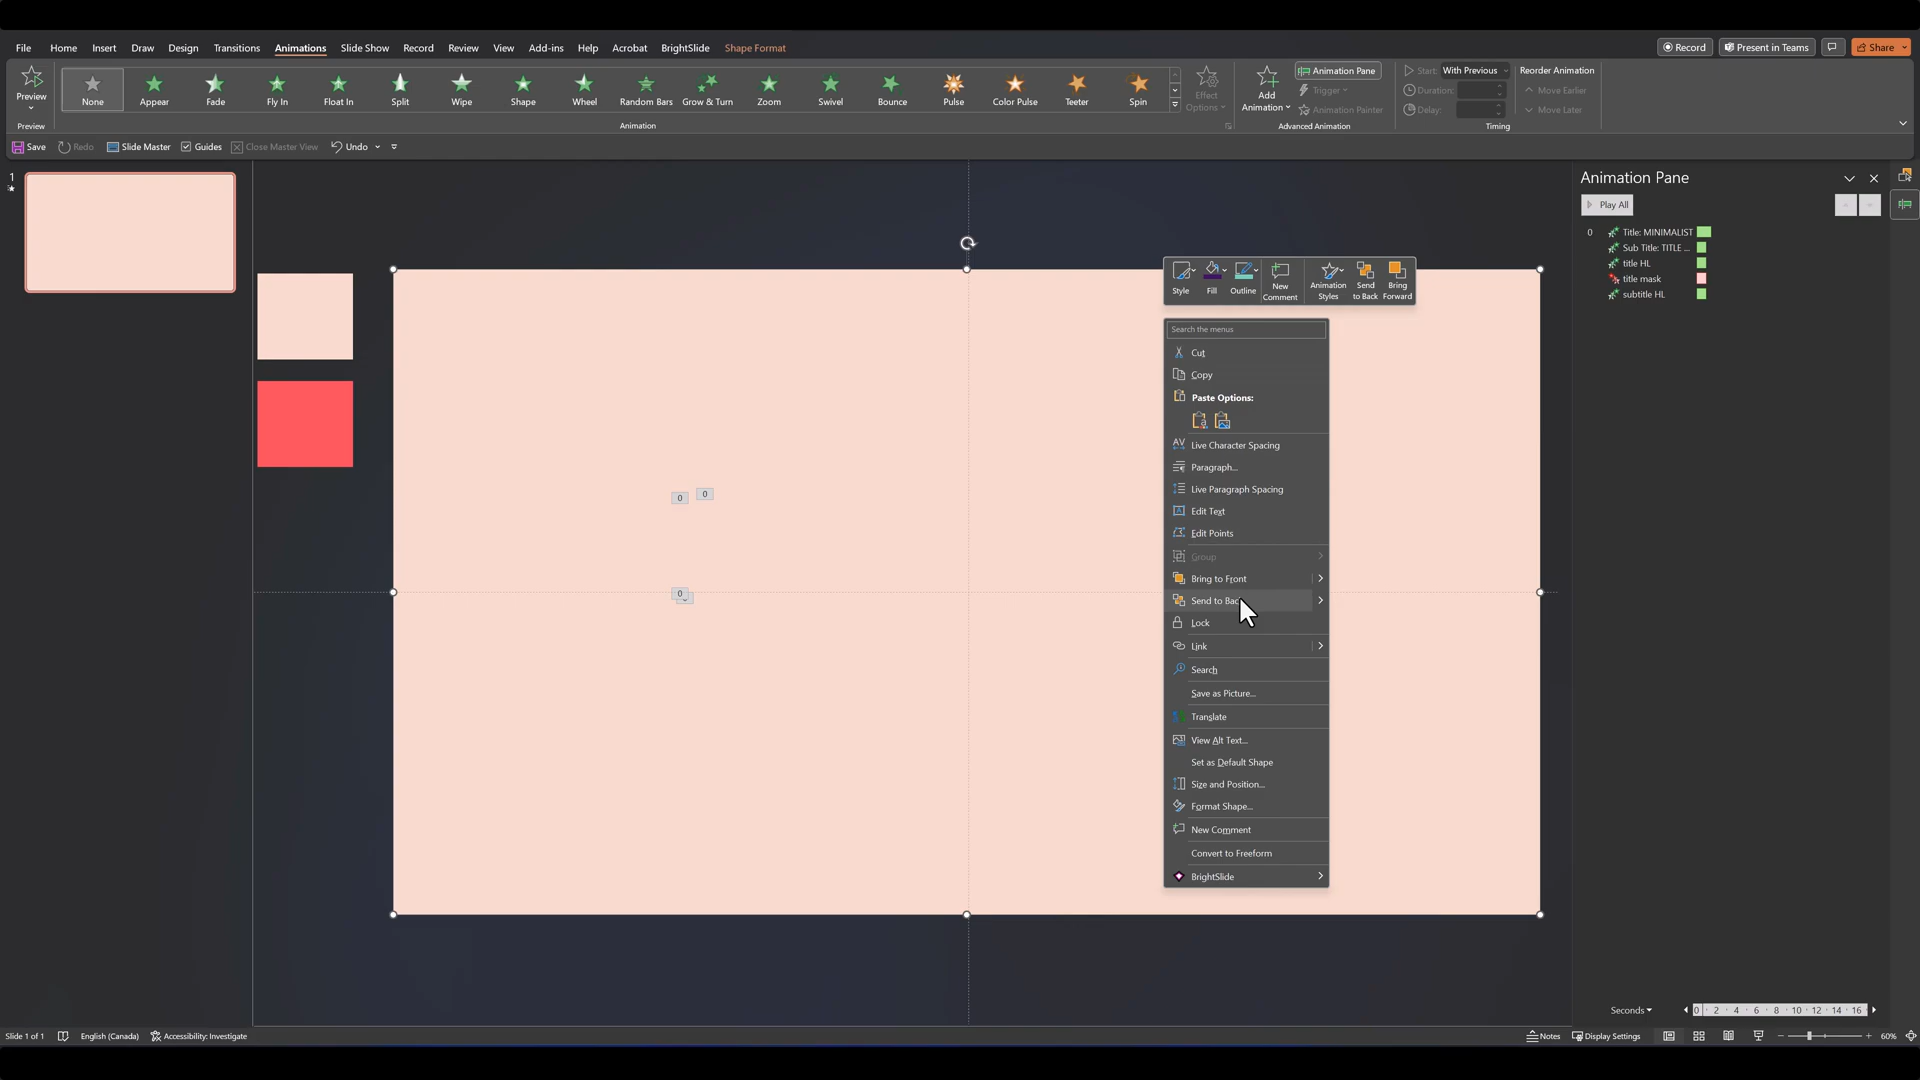 File Home Insert Draw Design Transitions Animations Slide Show Record Review View Add-ins Help Acrobat BrightSlide Shape Format
Record Present in Teams Share
Preview
None Appear Fade Fly In Float In Split Wipe Shape Wheel Random Bars Grow & Turn Zoom Swivel Bounce Pulse Color Pulse Teeter Spin
Effect
Options
Add
Animation
Animation Pane
Trigger
Animation Painter
Start: With Previous
Duration:
Delay:
Reorder Animation
Move Earlier
Move Later
Preview
Animation
Advanced Animation
Timing
Save Redo Slide Master Guides Close Master View Undo
1
Animation Pane
Play All
0 Title: MINIMALIST
Sub Title: TITLE ...
title HL
title mask
subtitle HL
Style Fill Outline
New
Comment
Animation
Styles
Send
to Back
Bring
Forward
Search the menus
Cut
Copy
Paste Options:
Live Character Spacing
Paragraph...
Live Paragraph Spacing
Edit Text
Edit Points
Group
Bring to Front
Send to Back
Lock
Link
Search
Save as Picture...
Translate
View Alt Text...
Set as Default Shape
Size and Position...
Format Shape...
New Comment
Convert to Freeform
BrightSlide
0 0
0
Seconds 0 2 4 6 8 10 12 14 16
Slide 1 of 1 English (Canada) Accessibility: Investigate
Notes Display Settings 60%